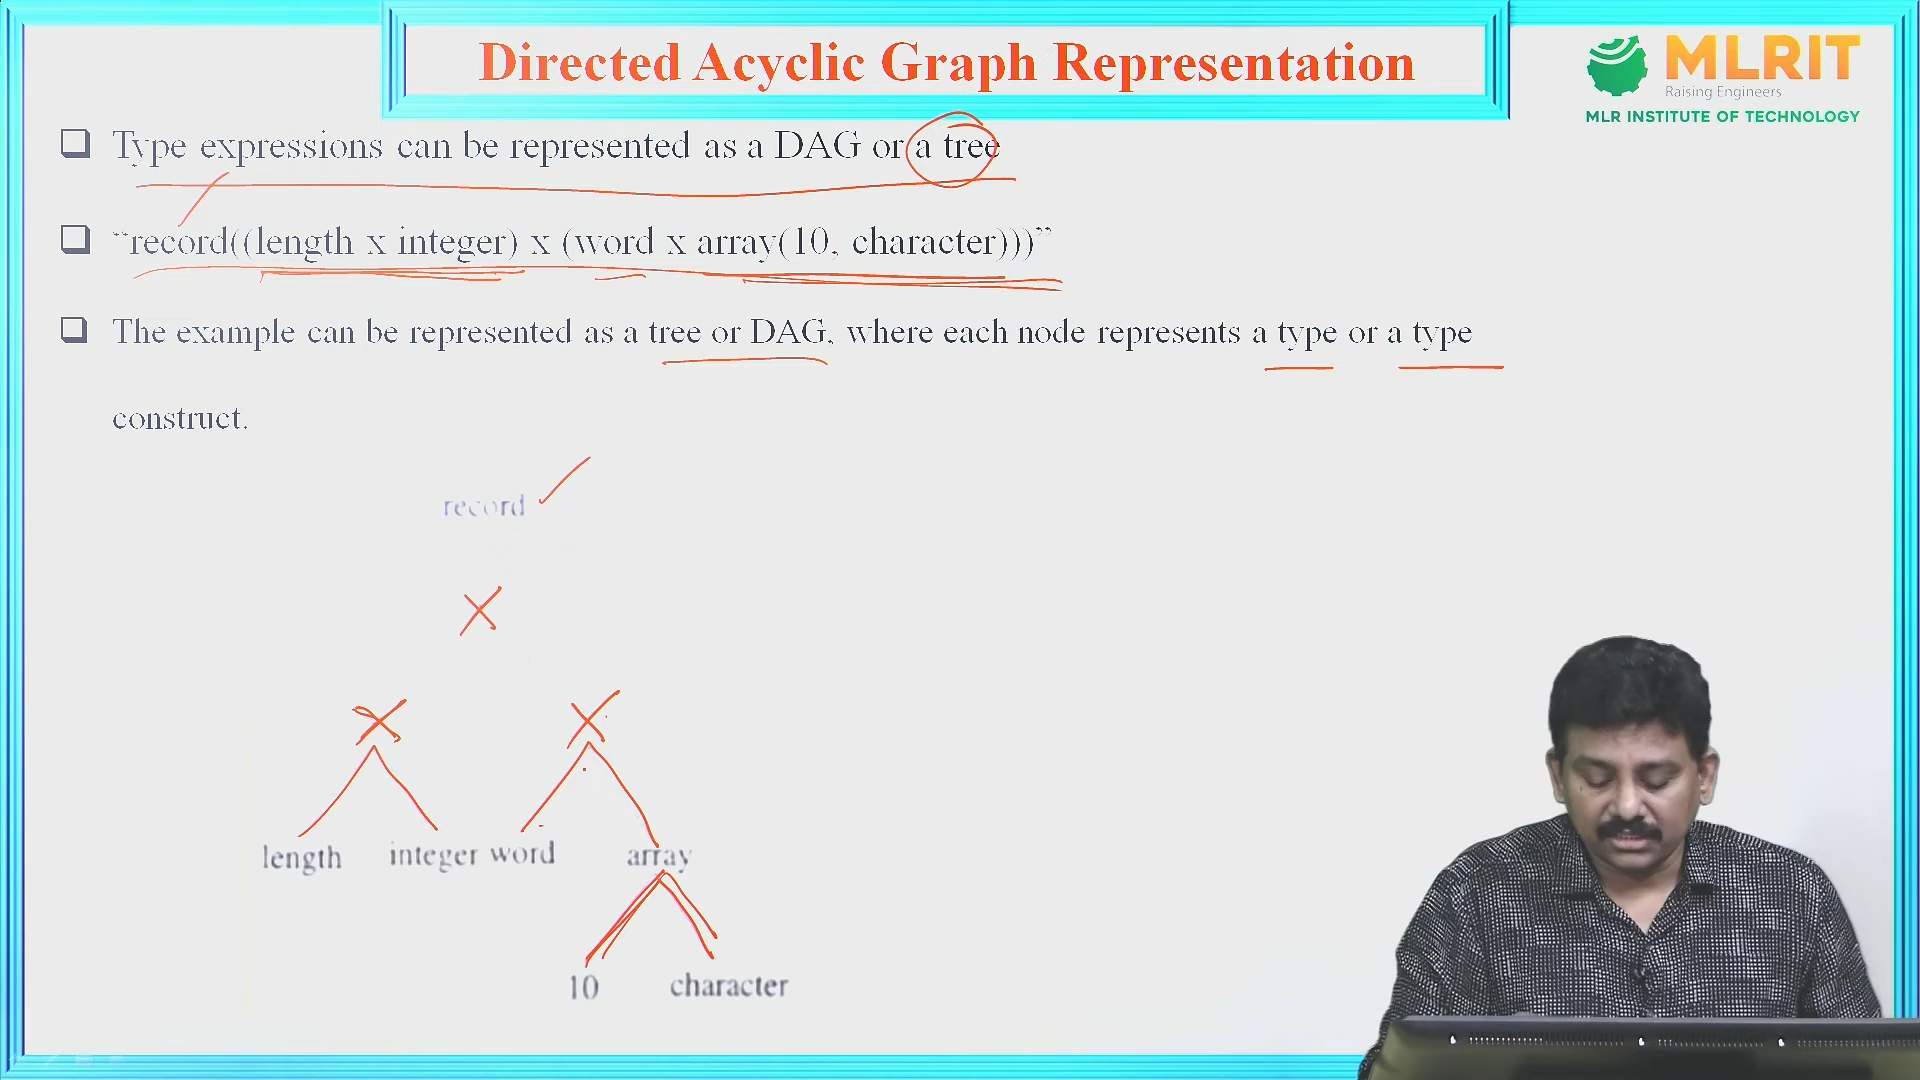 Directed Acyclic Graph Representation
MLRIT
Raising Engineers
MLR INSTITUTE OF TECHNOLOGY
Type expressions can be represented as a DAG or a tree
“record((length x integer) x (word x array(10, character)))”
The example can be represented as a tree or DAG, where each node represents a type or a type
construct.
record
X
X X
length integer word array
10 character